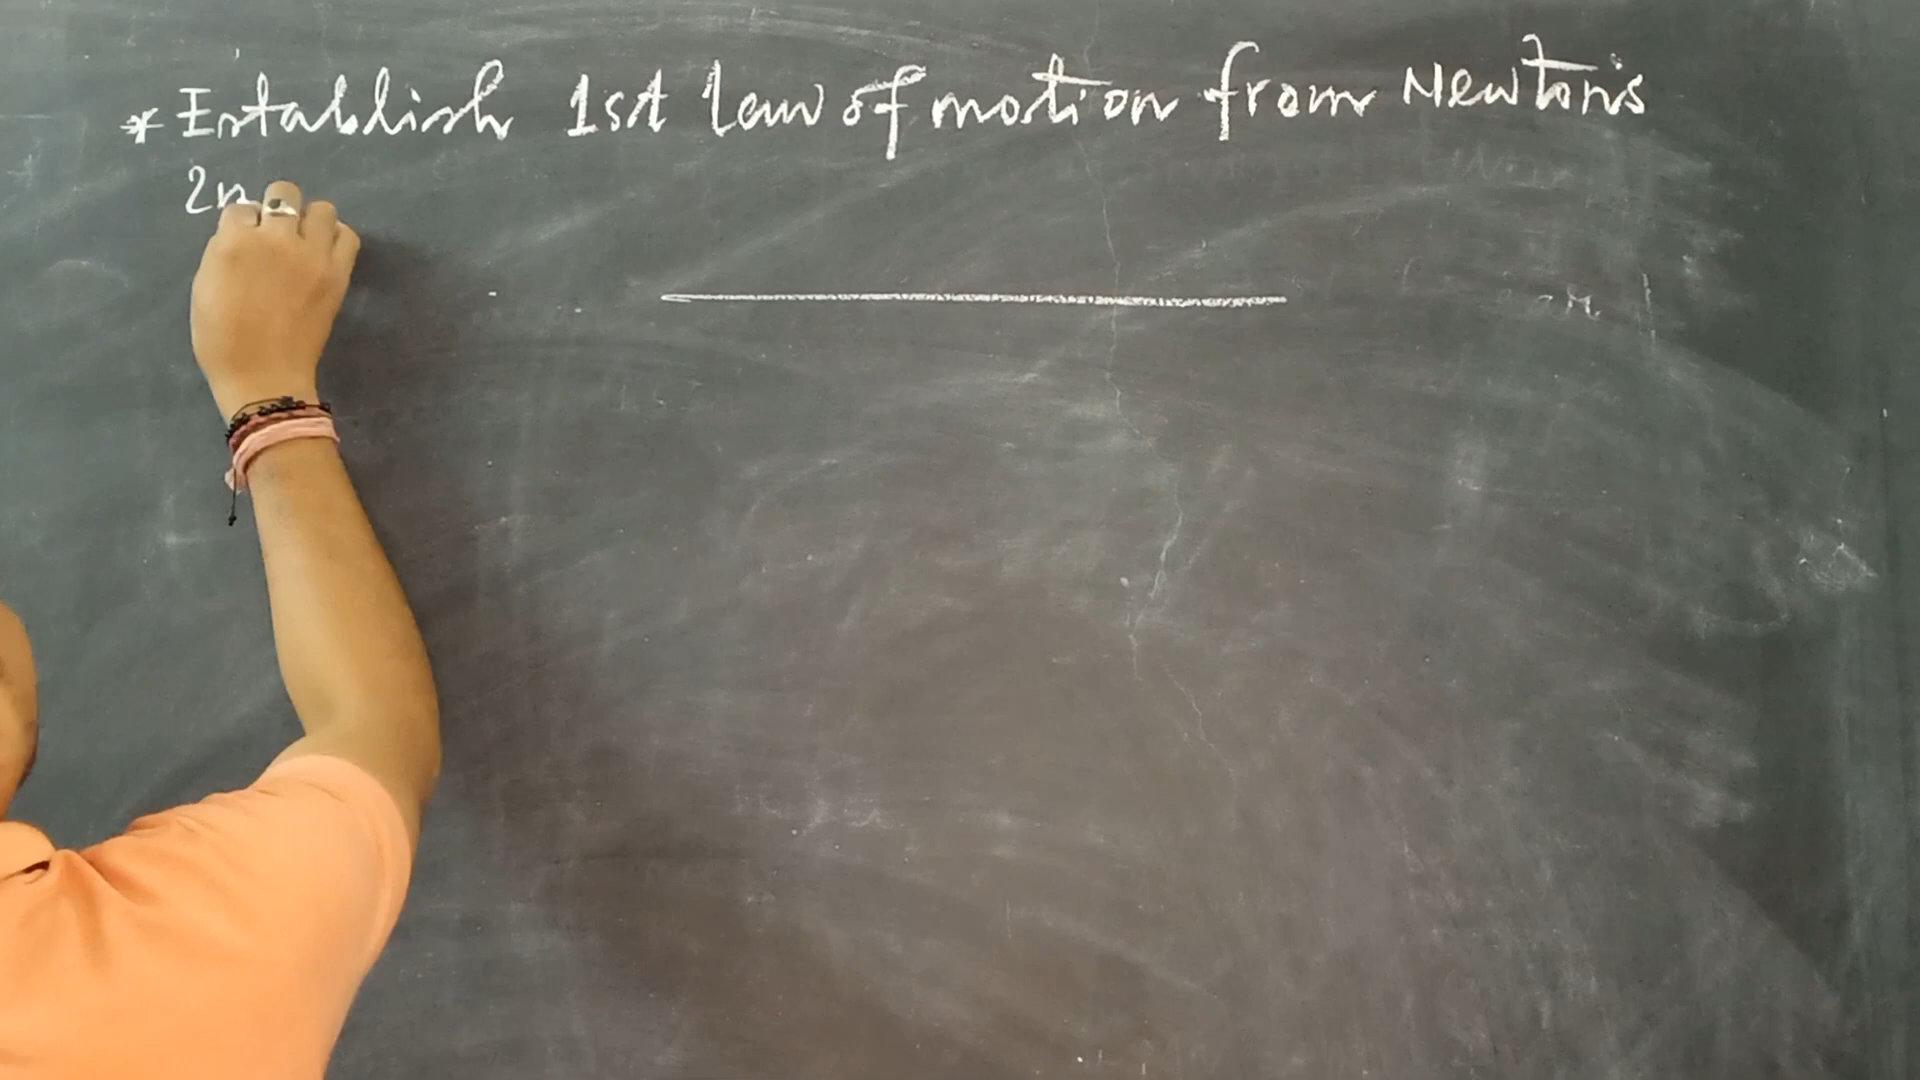 * Establish 1st law of motion from Newton's
2n